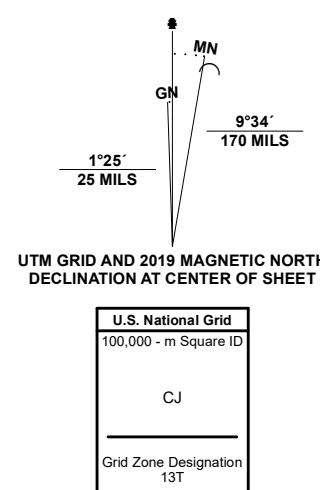 MN
GN
9°34´
170 MILS
1°25´
25 MILS
UTM GRID AND 2019 MAGNETIC NORTH
DECLINATION AT CENTER OF SHEET
U.S. National Grid
100,000 - m Square ID
CJ
Grid Zone Designation
13T